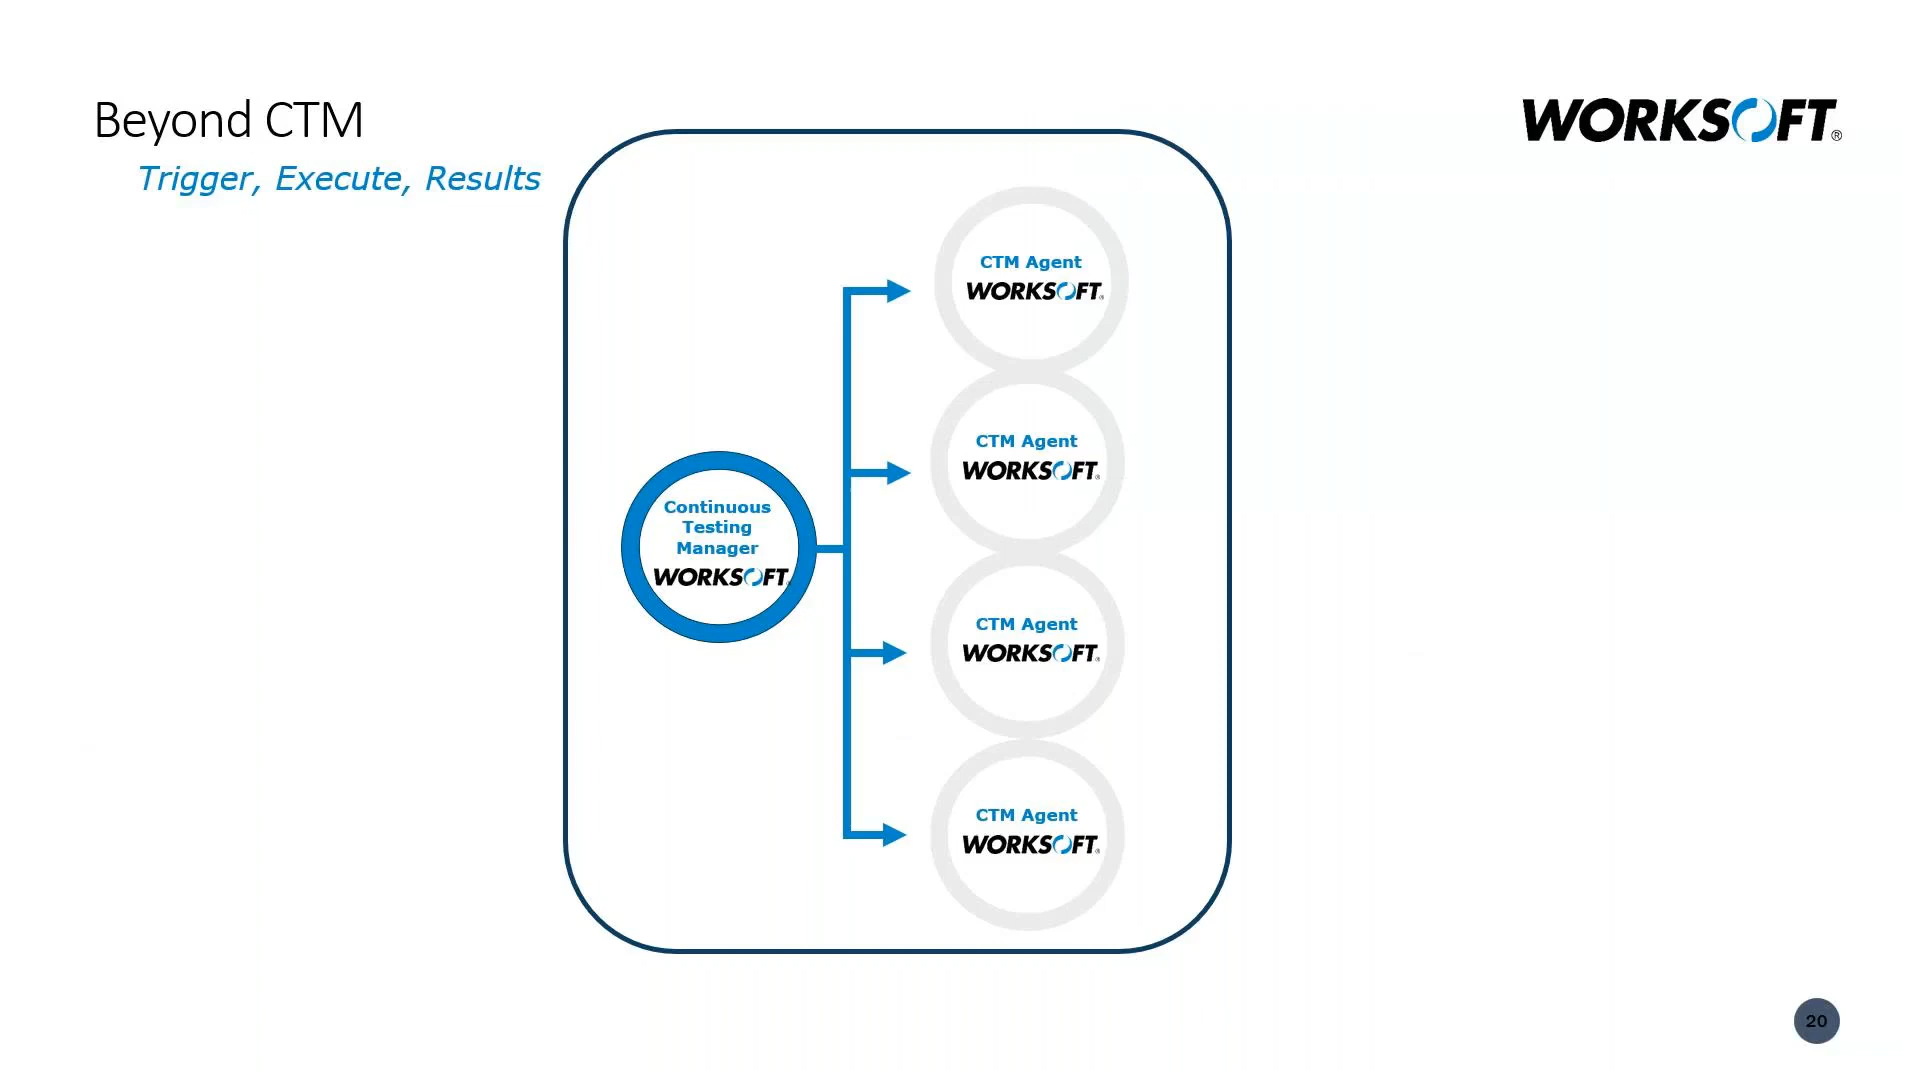 Beyond CTM
Trigger, Execute, Results
WORKSOFT®
CTM Agent
WORKSOFT®
CTM Agent
WORKSOFT®
Continuous
Testing
Manager
WORKSOFT®
CTM Agent
WORKSOFT®
CTM Agent
WORKSOFT®
20